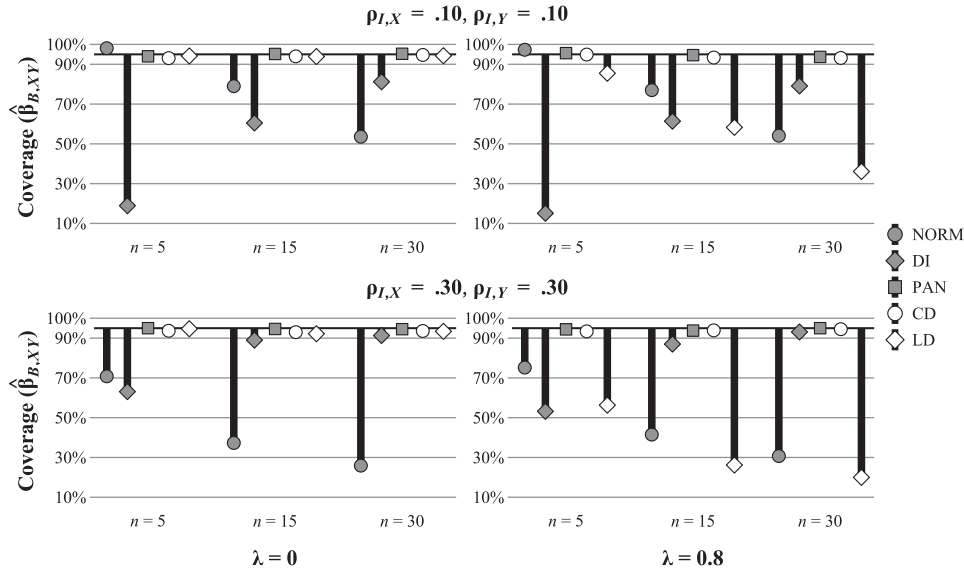 ρI,X = .10, ρI,Y = .10
Coverage (β̂B,XY)
100%
90%
70%
50%
30%
10%
n = 5
n = 15
n = 30
100%
90%
70%
50%
30%
10%
n = 5
n = 15
n = 30
NORM
DI
PAN
CD
LD
ρI,X = .30, ρI,Y = .30
Coverage (β̂B,XY)
100%
90%
70%
50%
30%
10%
n = 5
n = 15
n = 30
λ = 0
100%
90%
70%
50%
30%
10%
n = 5
n = 15
n = 30
λ = 0.8